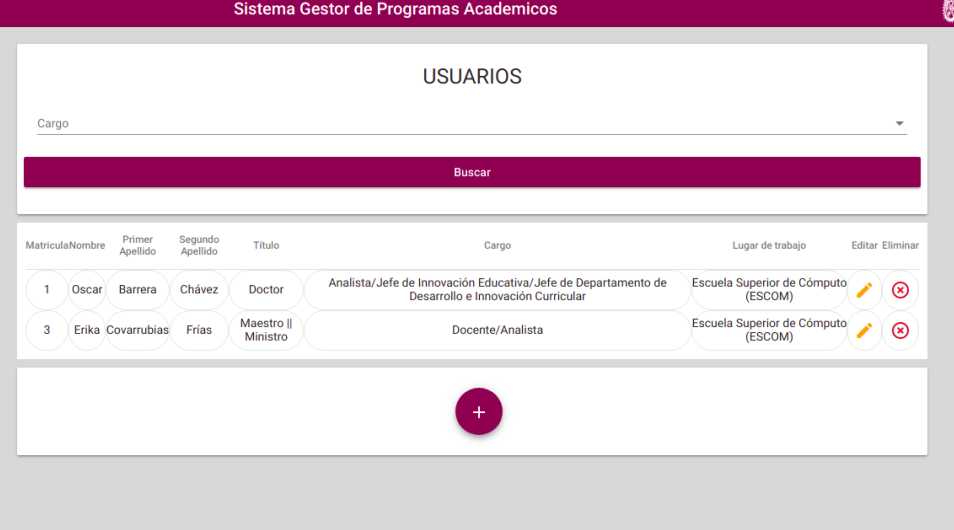 Sistema Gestor de Programas Academicos
USUARIOS
Cargo
Buscar
Matricula Nombre Primer Apellido Segundo Apellido Título Cargo Lugar de trabajo Editar Eliminar
1 Oscar Barrera Chávez Doctor Analista/Jefe de Innovación Educativa/Jefe de Departamento de Desarrollo e Innovación Curricular Escuela Superior de Cómputo (ESCOM)
3 Erika Covarrubias Frías Maestro || Ministro Docente/Analista Escuela Superior de Cómputo (ESCOM)
+